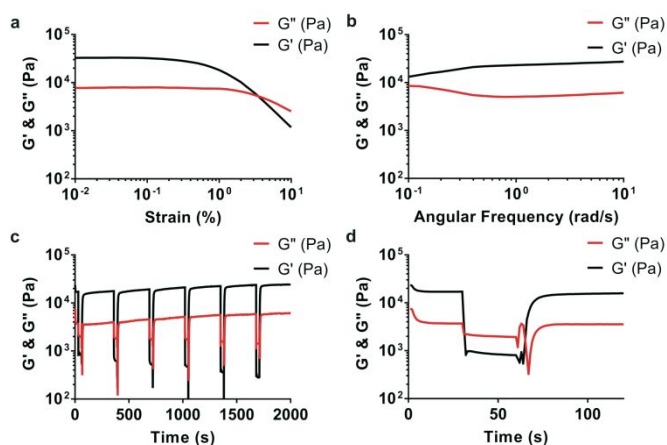 a
G" (Pa)
G' (Pa)
G' & G" (Pa)
10⁵
10⁴
10³
10²
10⁻² 10⁻¹ 10⁰ 10¹
Strain (%)
b
G" (Pa)
G' (Pa)
G' & G" (Pa)
10⁵
10⁴
10³
10²
10⁻¹ 10⁰ 10¹
Angular Frequency (rad/s)
c
G" (Pa)
G' (Pa)
G' & G" (Pa)
10⁵
10⁴
10³
10²
0 500 1000 1500 2000
Time (s)
d
G" (Pa)
G' (Pa)
G' & G" (Pa)
10⁵
10⁴
10³
10²
0 50 100
Time (s)